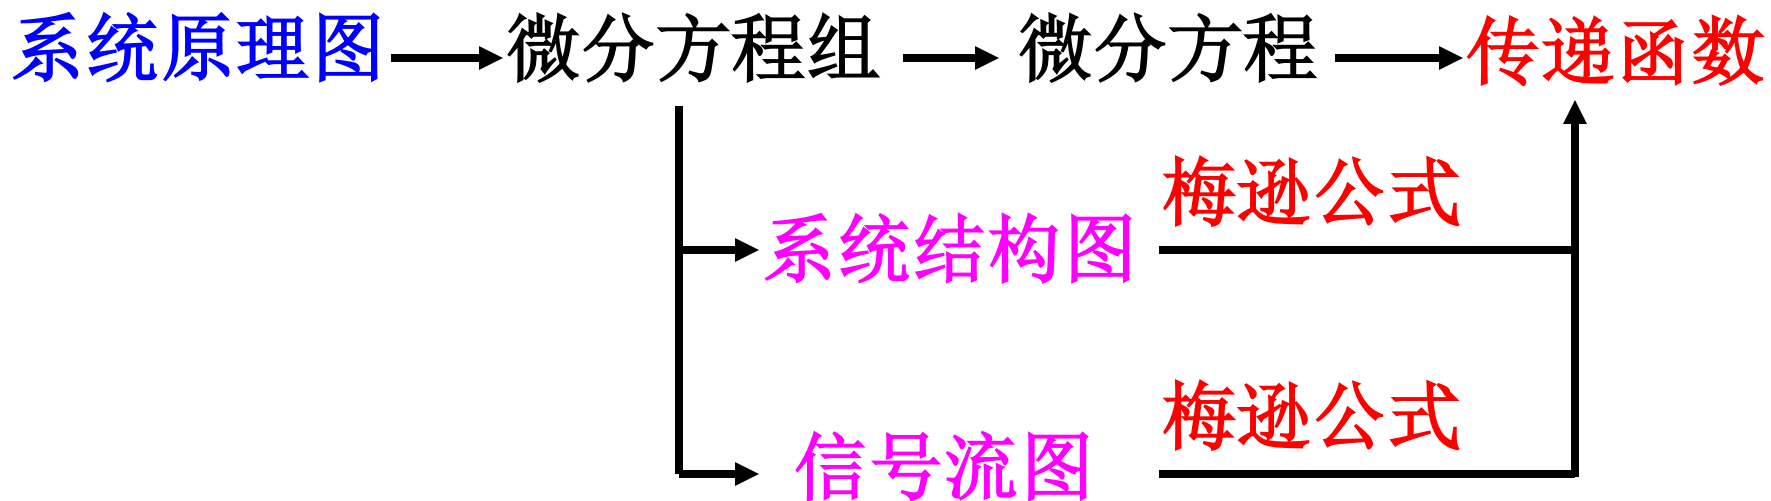 系统原理图 微分方程组 微分方程 传递函数
梅逊公式
系统结构图
梅逊公式
信号流图